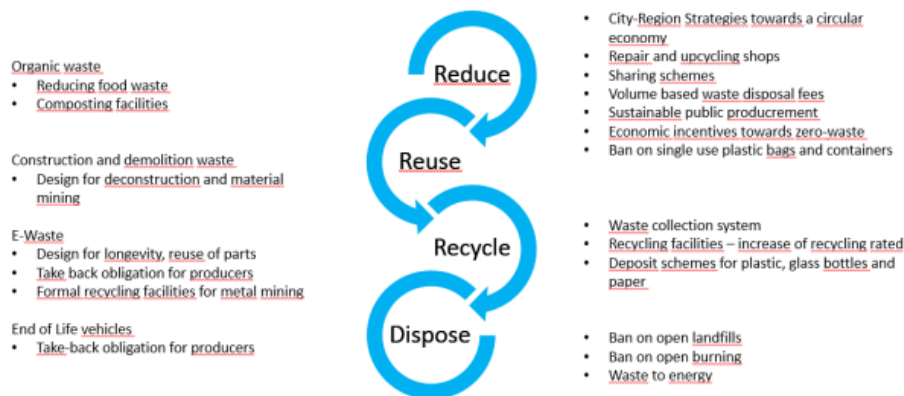 Organic waste
• Reducing food waste
• Composting facilities
Construction and demolition waste
• Design for deconstruction and material
mining
E-Waste
• Design for longevity, reuse of parts
• Take back obligation for producers
• Formal recycling facilities for metal mining
End of Life vehicles
• Take-back obligation for producers
Reduce
Reuse
Recycle
Dispose
• City-Region Strategies towards a circular
economy
• Repair and upcycling shops
• Sharing schemes
• Volume based waste disposal fees
• Sustainable public producrement
• Economic incentives towards zero-waste
• Ban on single use plastic bags and containers
• Waste collection system
• Recycling facilities – increase of recycling rated
• Deposit schemes for plastic, glass bottles and
paper
• Ban on open landfills
• Ban on open burning
• Waste to energy